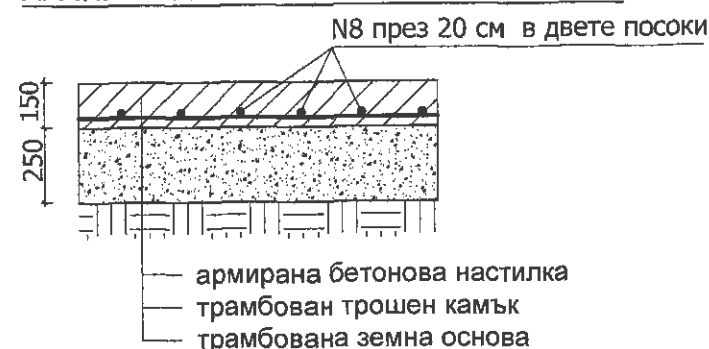 N8 през 20 см в двете посоки
150
250
армирана бетонова настилка
трамбован трошен камък
трамбована земна основа